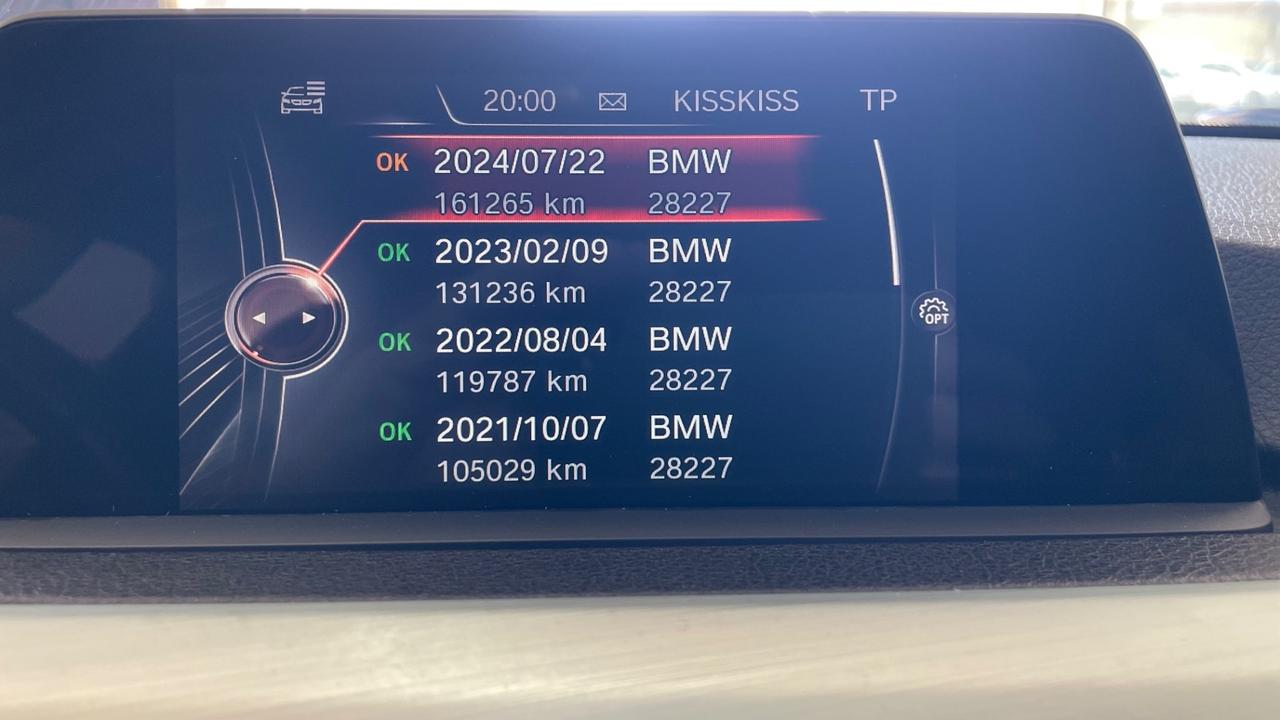 20:00 KISSKISS TP
OK 2024/07/22 BMW
161265 km 28227
OK 2023/02/09 BMW
131236 km 28227
OK 2022/08/04 BMW
119787 km 28227
OPT
OK 2021/10/07 BMW
105029 km 28227